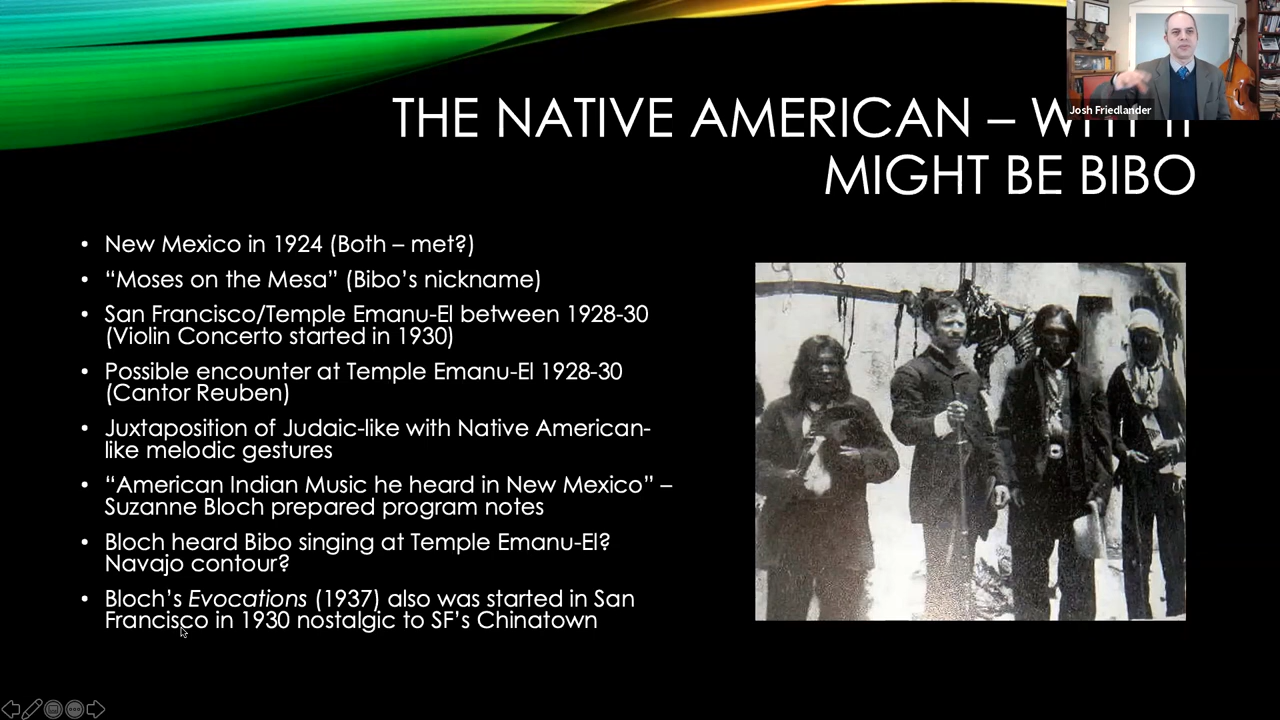 Josh Friedlander
THE NATIVE AMERICAN –
MIGHT BE BIBO
• New Mexico in 1924 (Both – met?)
• “Moses on the Mesa” (Bibo’s nickname)
• San Francisco/Temple Emanu-El between 1928-30
(Violin Concerto started in 1930)
• Possible encounter at Temple Emanu-El 1928-30
(Cantor Reuben)
• Juxtaposition of Judaic-like with Native American-
like melodic gestures
• “American Indian Music he heard in New Mexico” –
Suzanne Bloch prepared program notes
• Bloch heard Bibo singing at Temple Emanu-El?
Navajo contour?
• Bloch’s Evocations (1937) also was started in San
Francisco in 1930 nostalgic to SF’s Chinatown